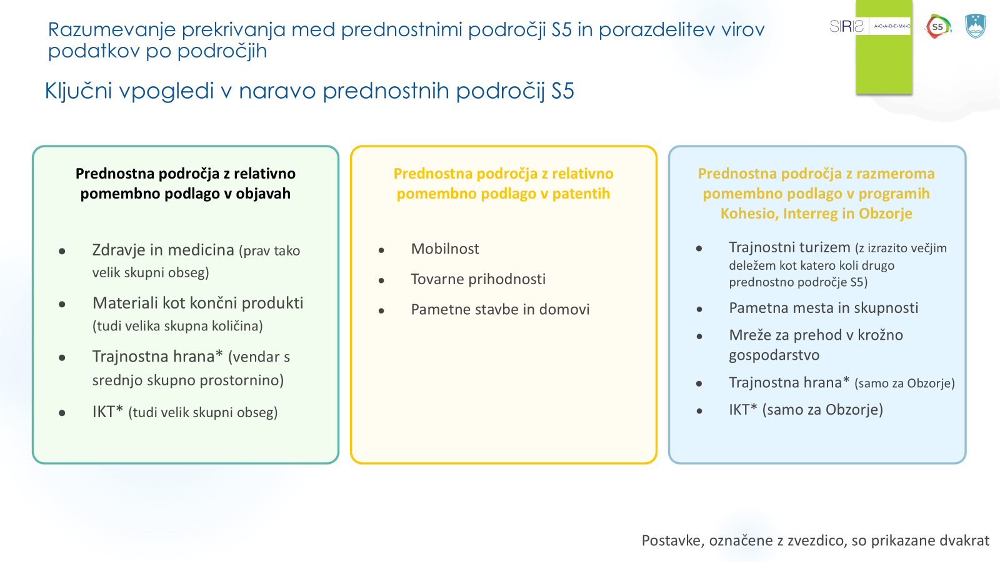 Razumevanje prekrivanja med prednostnimi področji S5 in porazdelitev virov
podatkov po področjih
SIRIS A•C•A•D•E•M•I•C
S5
Ključni vpogledi v naravo prednostnih področij S5
Prednostna področja z relativno
pomembno podlago v objavah
● Zdravje in medicina (prav tako
velik skupni obseg)
● Materiali kot končni produkti
(tudi velika skupna količina)
● Trajnostna hrana* (vendar s
srednjo skupno prostornino)
● IKT* (tudi velik skupni obseg)
Prednostna področja z relativno
pomembno podlago v patentih
● Mobilnost
● Tovarne prihodnosti
● Pametne stavbe in domovi
Prednostna področja z razmeroma
pomembno podlago v programih
Kohesio, Interreg in Obzorje
● Trajnostni turizem (z izrazito večjim
deležem kot katero koli drugo
prednostno področje S5)
● Pametna mesta in skupnosti
● Mreže za prehod v krožno
gospodarstvo
● Trajnostna hrana* (samo za Obzorje)
● IKT* (samo za Obzorje)
Postavke, označene z zvezdico, so prikazane dvakrat